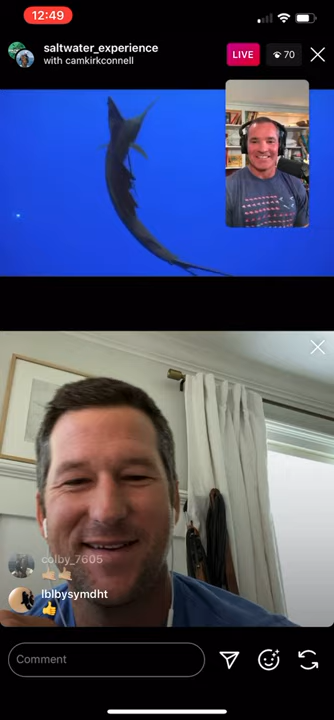 12:49
saltwater_experience
with camkirkconnell
LIVE
70
colby_7605
lblbysymdht
Comment